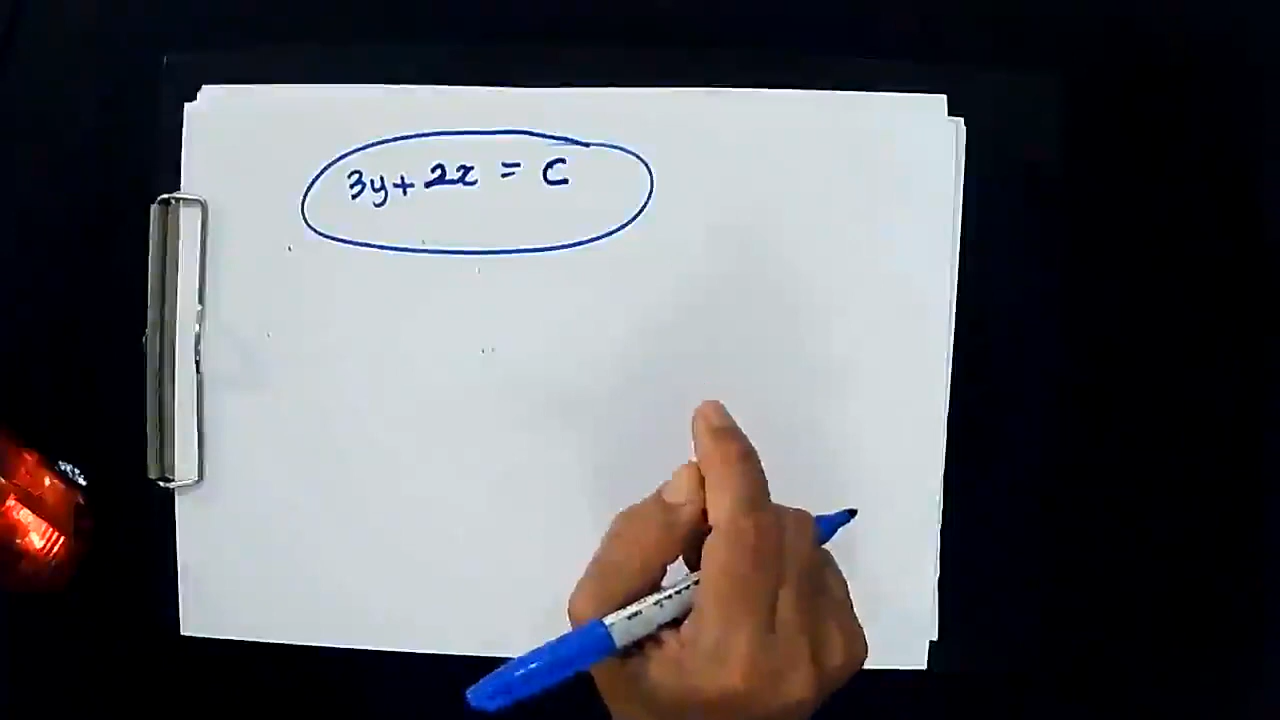 3y + 2x = C